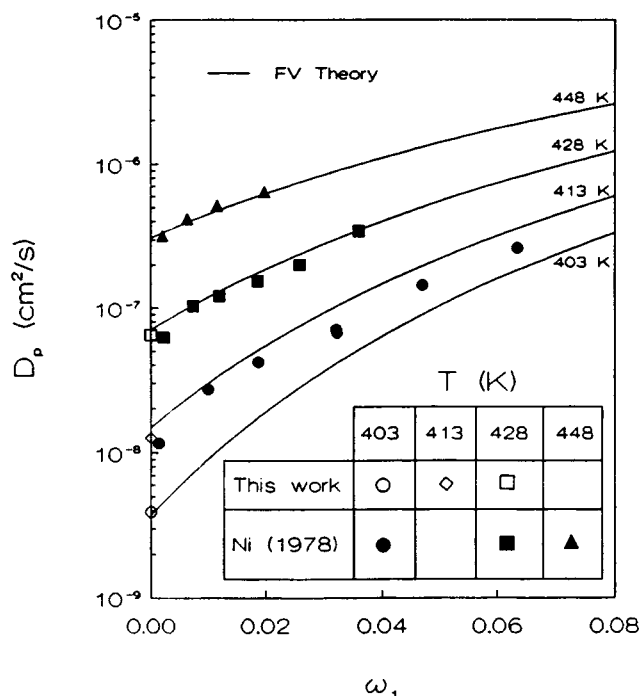 10⁻⁵
FV Theory
448 K
10⁻⁶
428 K
413 K
403 K
10⁻⁷
Dₚ (cm²/s)
T (K)
403 413 428 448
10⁻⁸
This work
Ni (1978)
10⁻⁹
0.00 0.02 0.04 0.06 0.08
ω₁